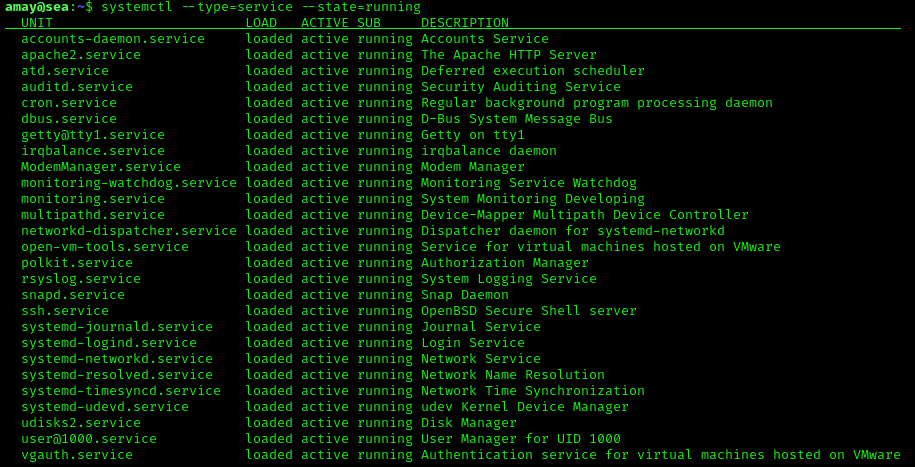 amay@sea:~$ systemctl --type=service --state=running
UNIT LOAD ACTIVE SUB DESCRIPTION
accounts-daemon.service loaded active running Accounts Service
apache2.service loaded active running The Apache HTTP Server
atd.service loaded active running Deferred execution scheduler
auditd.service loaded active running Security Auditing Service
cron.service loaded active running Regular background program processing daemon
dbus.service loaded active running D-Bus System Message Bus
getty@tty1.service loaded active running Getty on tty1
irqbalance.service loaded active running irqbalance daemon
ModemManager.service loaded active running Modem Manager
monitoring-watchdog.service loaded active running Monitoring Service Watchdog
monitoring.service loaded active running System Monitoring Developing
multipathd.service loaded active running Device-Mapper Multipath Device Controller
networkd-dispatcher.service loaded active running Dispatcher daemon for systemd-networkd
open-vm-tools.service loaded active running Service for virtual machines hosted on VMware
polkit.service loaded active running Authorization Manager
rsyslog.service loaded active running System Logging Service
snapd.service loaded active running Snap Daemon
ssh.service loaded active running OpenBSD Secure Shell server
systemd-journald.service loaded active running Journal Service
systemd-logind.service loaded active running Login Service
systemd-networkd.service loaded active running Network Service
systemd-resolved.service loaded active running Network Name Resolution
systemd-timesyncd.service loaded active running Network Time Synchronization
systemd-udevd.service loaded active running udev Kernel Device Manager
udisks2.service loaded active running Disk Manager
user@1000.service loaded active running User Manager for UID 1000
vgauth.service loaded active running Authentication service for virtual machines hosted on VMware